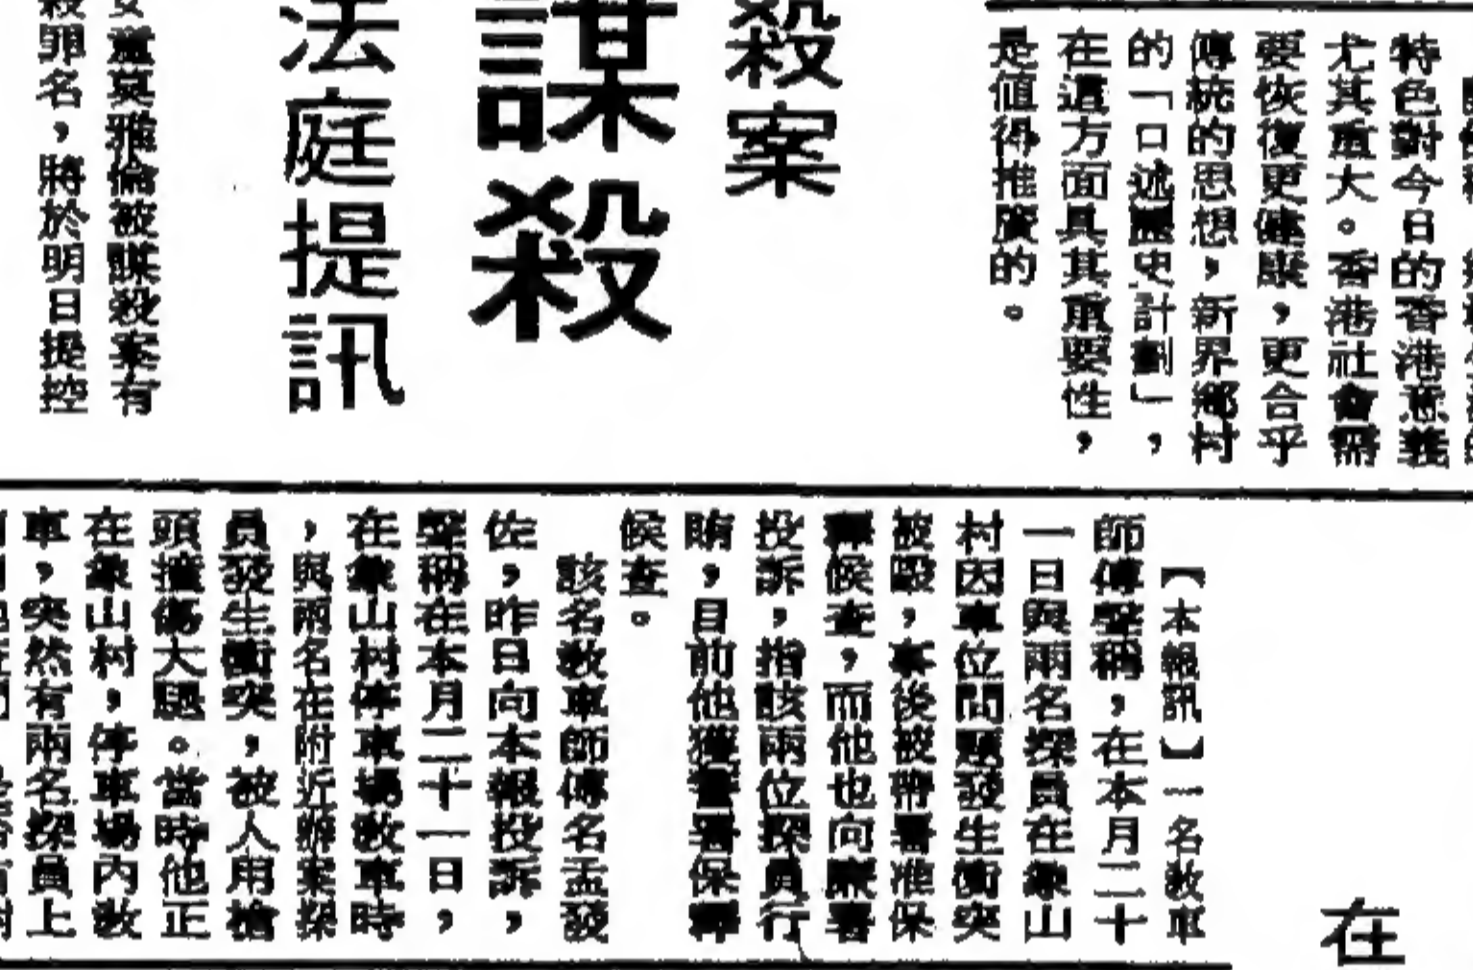 特色對今日的香港意義
尤其重大。香港社會需
要恢復更健康,更合乎
傳統的思想,新界鄉村
的「口述歷史計劃」,
在這方面具其重要性,
是值得推廣的。
殺案
謀殺
法庭提訊
雅倫被謀殺案有
殺罪名,將於明日提控
在
【本報訊】一名教車
師傅聲稱,在本月二十
一日與兩名探員在象山
村因車位問題發生衝突
被毆,事後被帶署准保
釋候查,而他也向廉署
投訴,指該兩位探員行
賄,目前他獲警署保釋
候查。
該名教車師傅名孟發
佐,昨日向本報投訴,
聲稱在本月二十一日,
在象山村停車場教車時
,與兩名在附近辦案探
員發生衝突,被人用槍
頭撞傷大腿。當時他正
在象山村,停車場內教
車,突然有兩名探員上